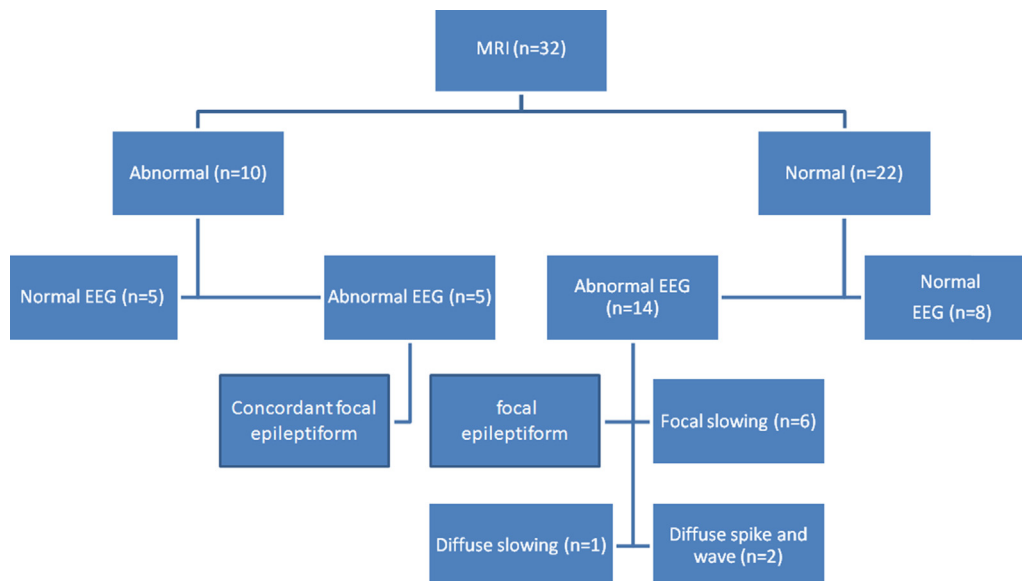 MRI (n=32)
Abnormal (n=10)
Normal (n=22)
Normal EEG (n=5)
Abnormal EEG (n=5)
Abnormal EEG
(n=14)
Normal
EEG (n=8)
Concordant focal
epileptiform
focal
epileptiform
Focal slowing (n=6)
Diffuse slowing (n=1)
Diffuse spike and
wave (n=2)